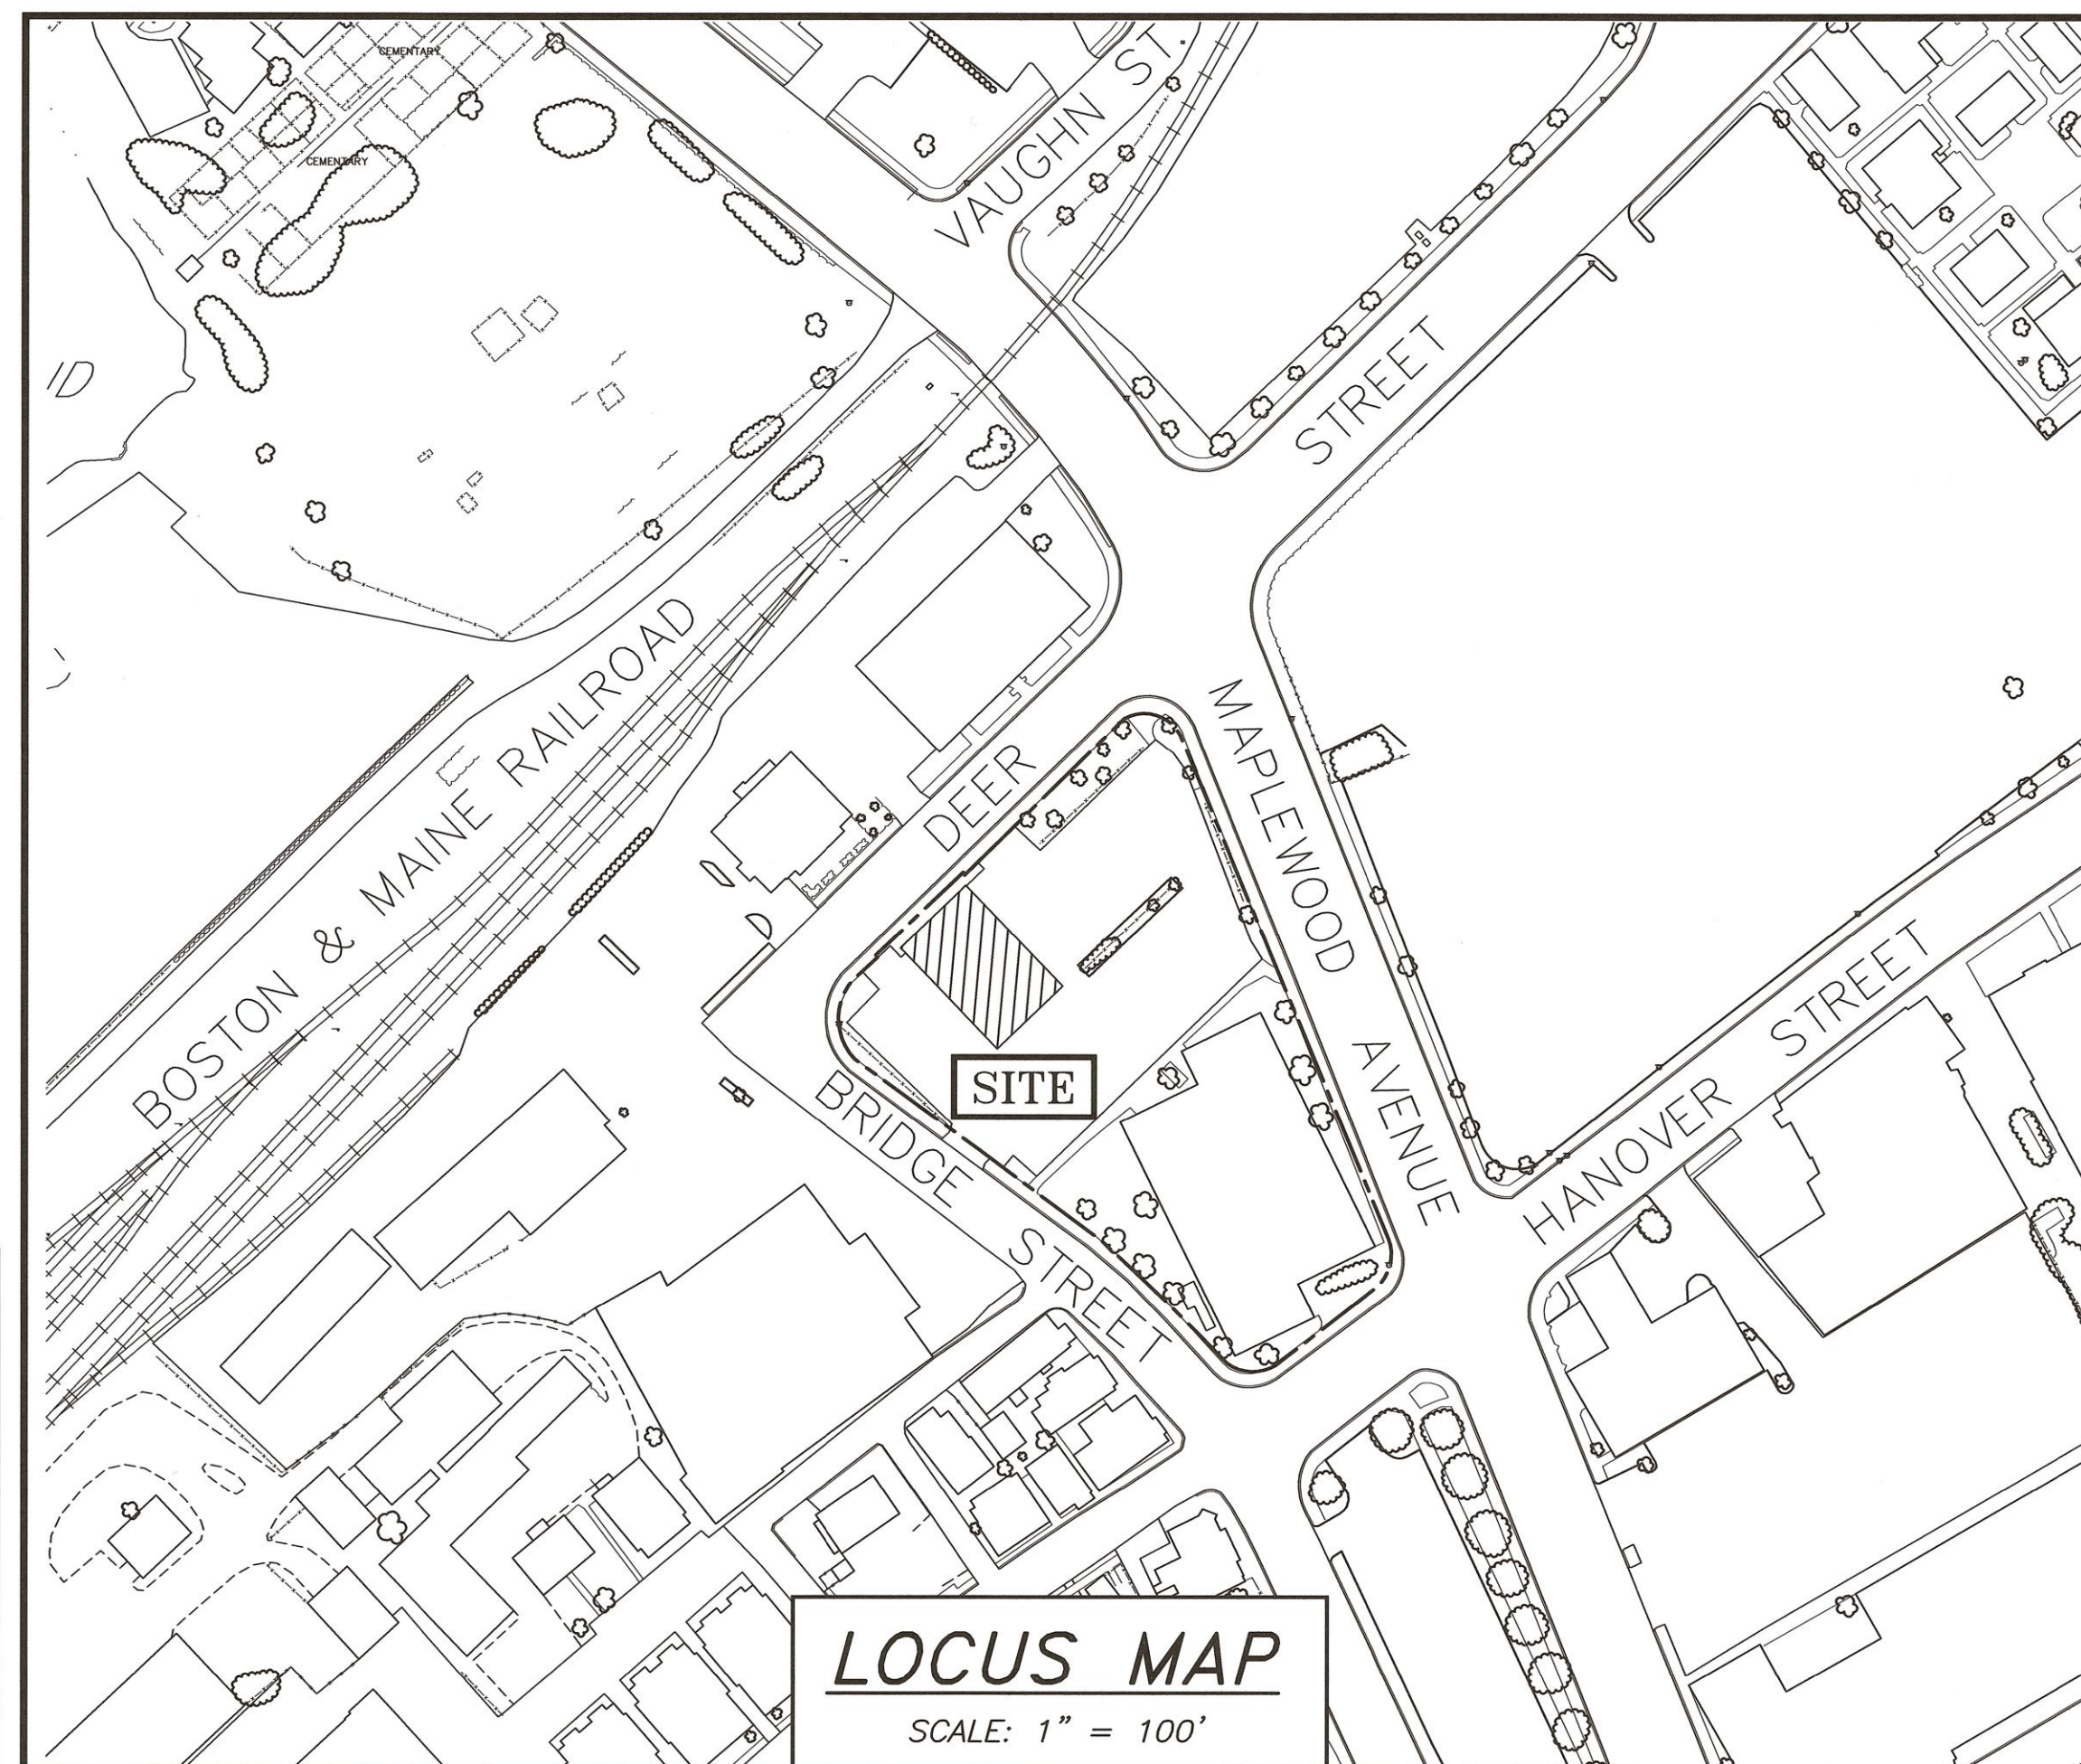 CEMENTARY
CEMENTARY
VAUGHN ST.
STREET
BOSTON & MAINE RAILROAD
DEER
MAPLEWOOD AVENUE
HANOVER STREET
BRIDGE STREET
SITE
LOCUS MAP
SCALE: 1" = 100'